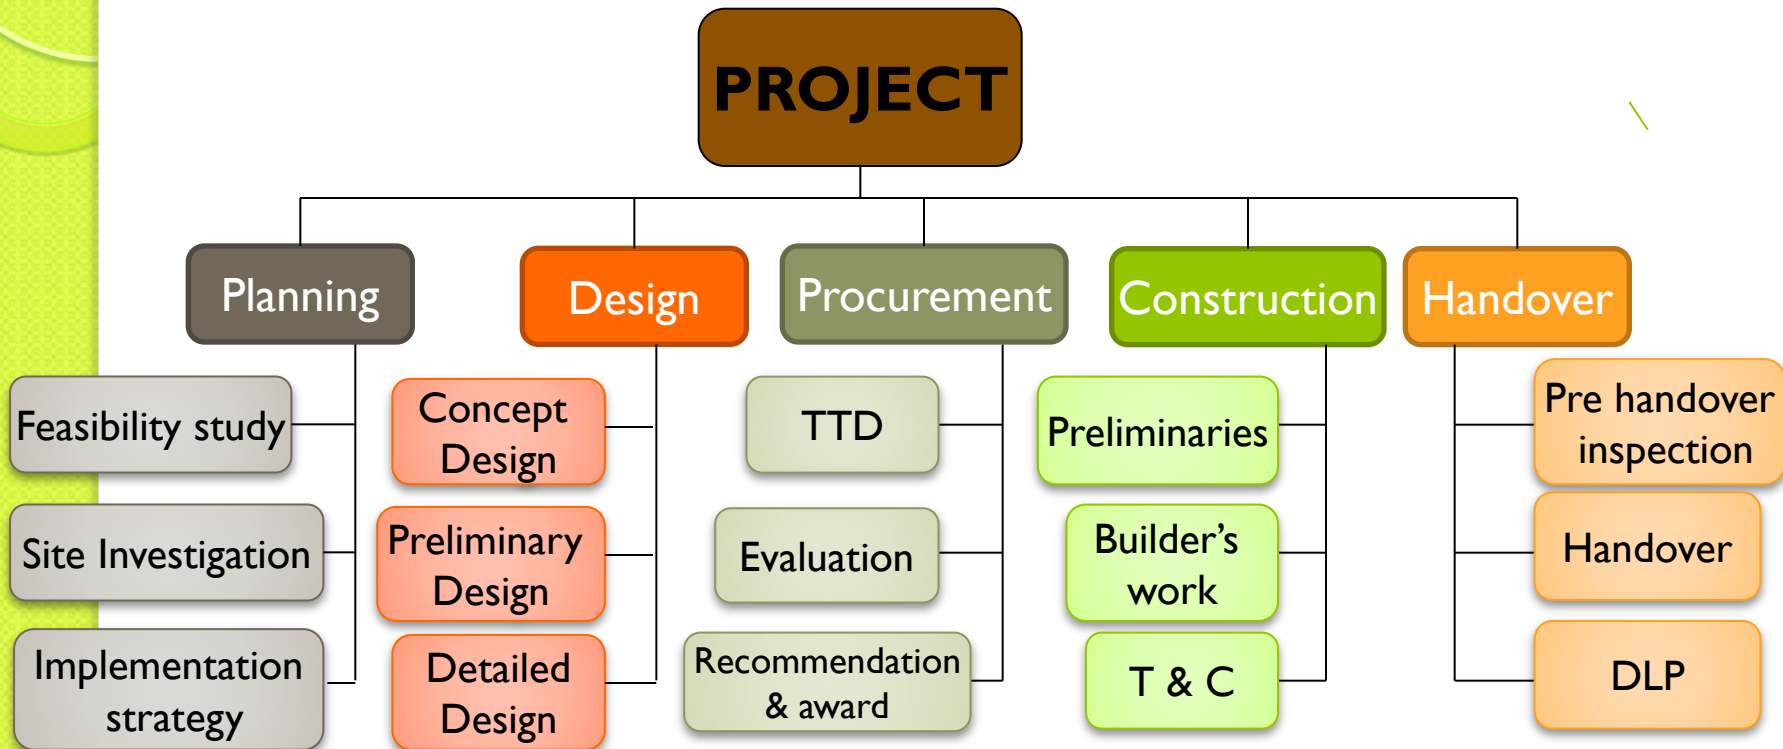 PROJECT
Planning
Design
Procurement
Construction
Handover
Feasibility study
Site Investigation
Implementation
strategy
Concept
Design
Preliminary
Design
Detailed
Design
TTD
Evaluation
Recommendation
& award
Preliminaries
Builder's
work
T & C
Pre handover
inspection
Handover
DLP